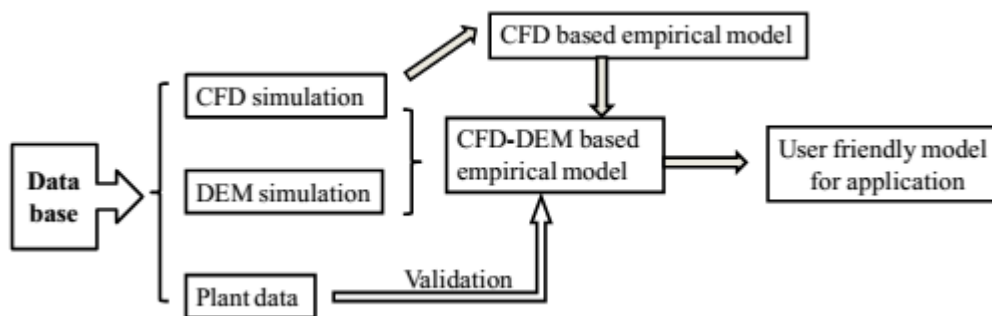 CFD based empirical model
CFD simulation
CFD-DEM based
empirical model
User friendly model
for application
Data
base
DEM simulation
Validation
Plant data